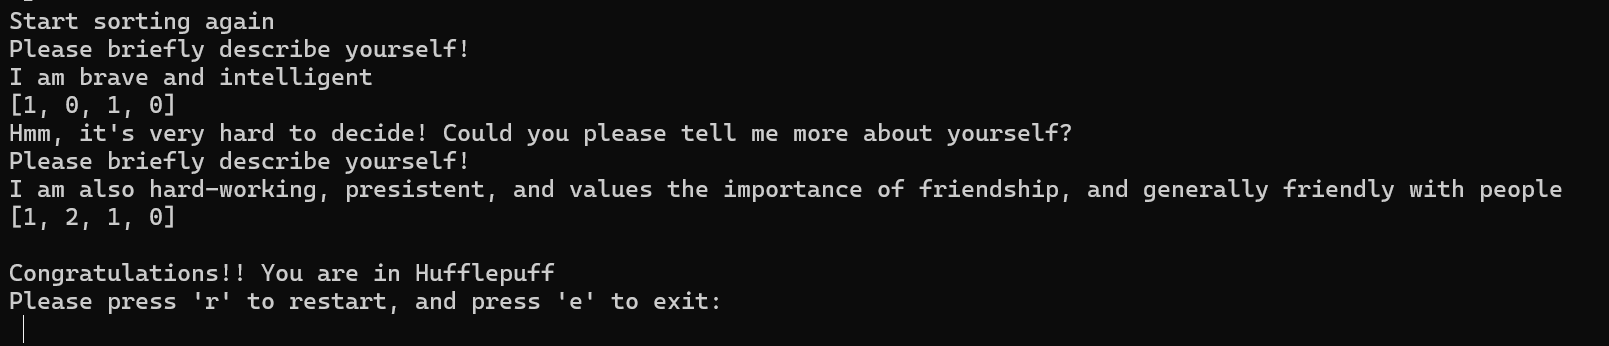 Start sorting again
Please briefly describe yourself!
I am brave and intelligent
[1, 0, 1, 0]
Hmm, it's very hard to decide! Could you please tell me more about yourself?
Please briefly describe yourself!
I am also hard-working, presistent, and values the importance of friendship, and generally friendly with people
[1, 2, 1, 0]
Congratulations!! You are in Hufflepuff
Please press 'r' to restart, and press 'e' to exit: